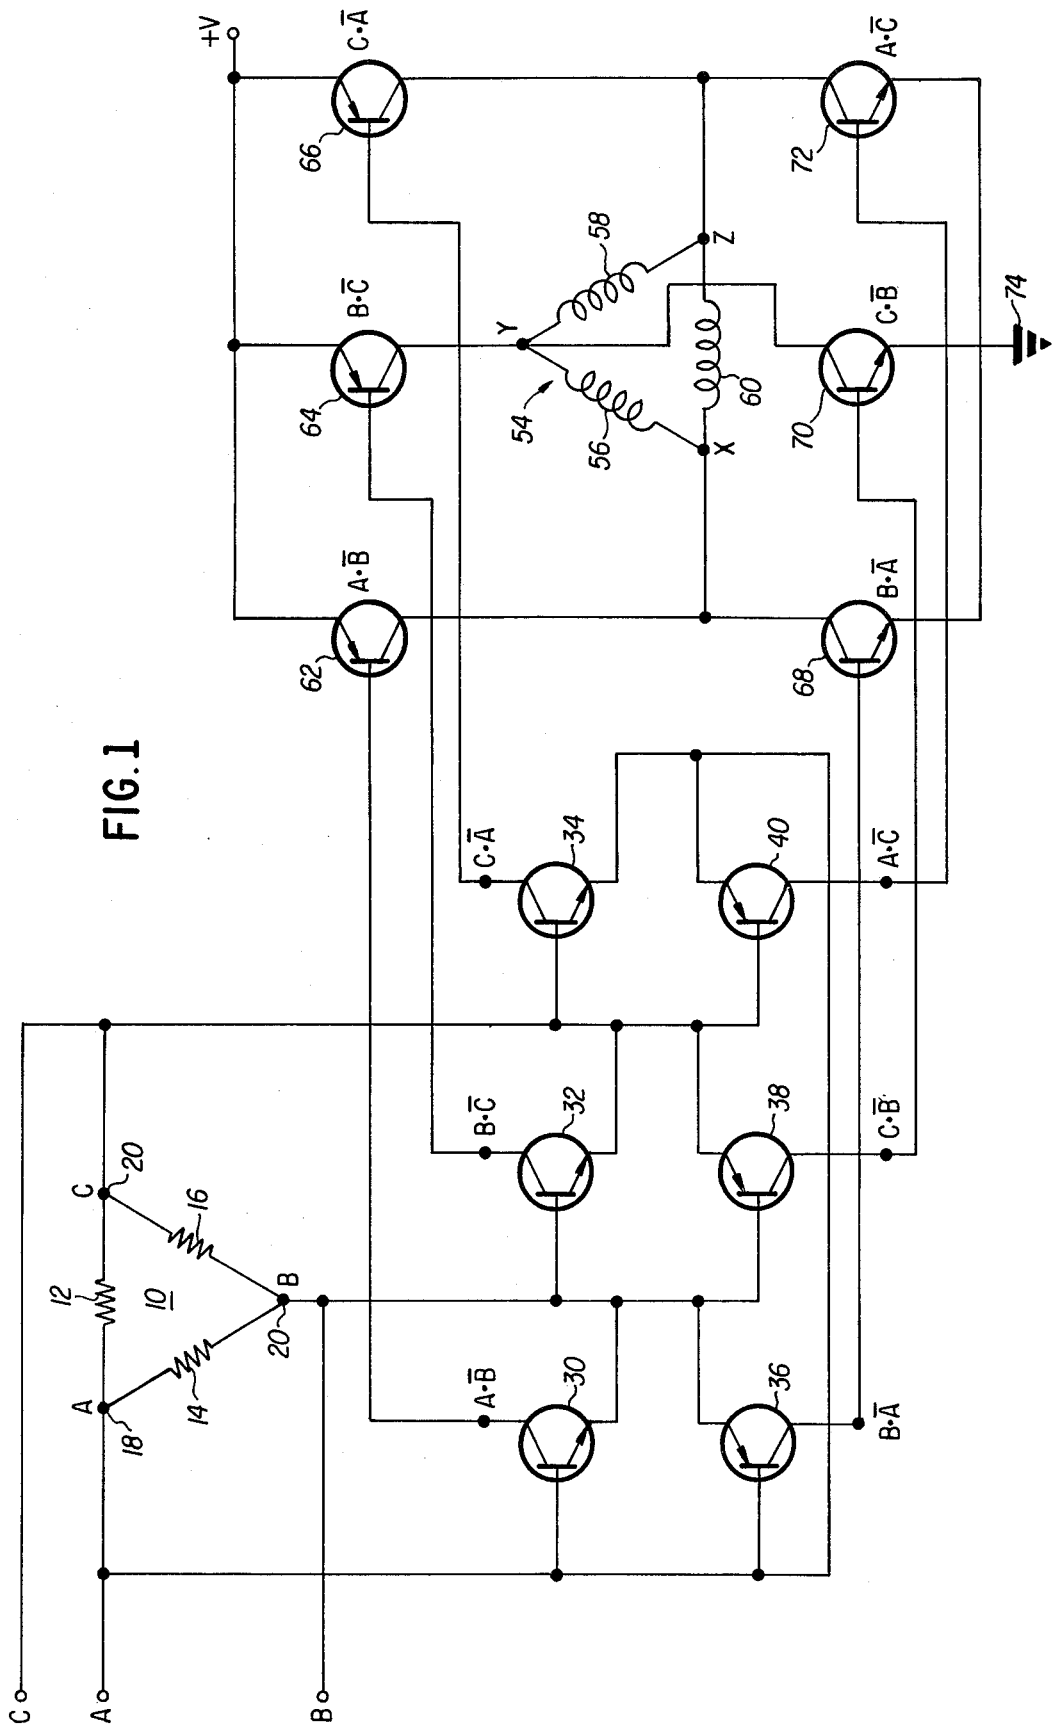 FIG. 1
C
A
B
A
18
12
10
14
16
C
20
B
20
A·B̅
30
B·C̅
32
C·A̅
34
36
B·A̅
38
C·B̅
40
A·C̅
+V
62
A·B̅
64
B·C̅
66
C·A̅
54
Y
56
58
X
60
Z
68
B·A̅
70
C·B̅
72
A·C̅
74